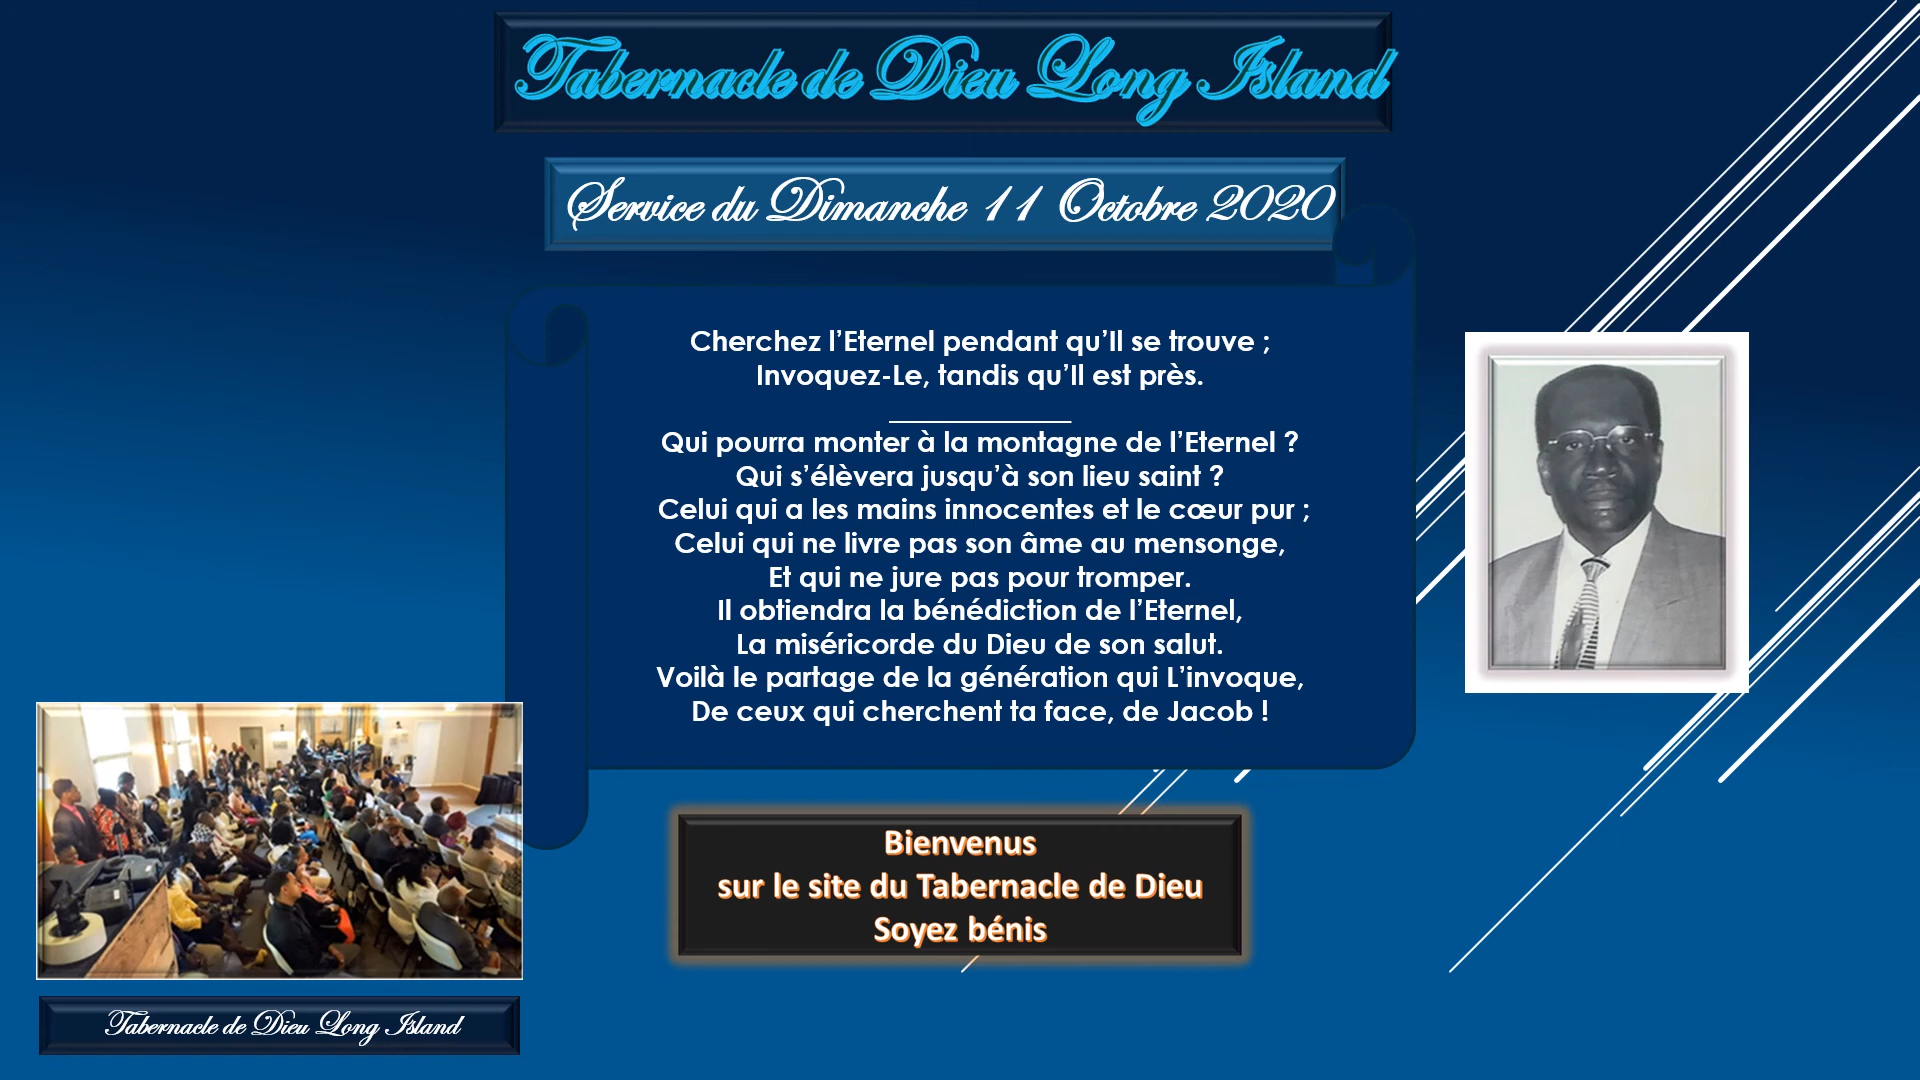 Tabernacle de Dieu Long Island
Service du Dimanche 11 Octobre 2020
Cherchez l’Eternel pendant qu’Il se trouve ;
Invoquez-Le, tandis qu’Il est près.
____________
Qui pourra monter à la montagne de l’Eternel ?
Qui s’élèvera jusqu’à son lieu saint ?
Celui qui a les mains innocentes et le cœur pur ;
Celui qui ne livre pas son âme au mensonge,
Et qui ne jure pas pour tromper.
Il obtiendra la bénédiction de l’Eternel,
La miséricorde du Dieu de son salut.
Voilà le partage de la génération qui L’invoque,
De ceux qui cherchent ta face, de Jacob !
Bienvenus
sur le site du Tabernacle de Dieu
Soyez bénis
Tabernacle de Dieu Long Island